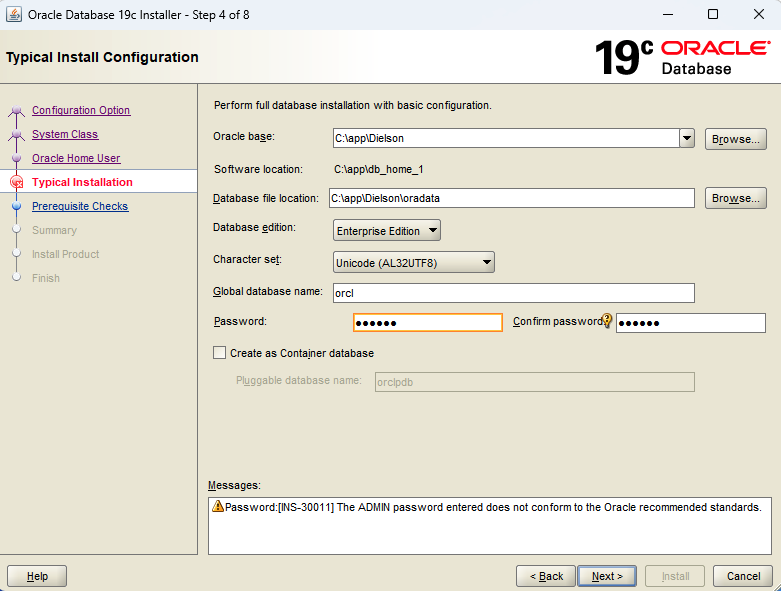 Oracle Database 19c Installer - Step 4 of 8
Typical Install Configuration
19c ORACLE
Database
Configuration Option
System Class
Oracle Home User
Typical Installation
Prerequisite Checks
Summary
Install Product
Finish
Perform full database installation with basic configuration.
Oracle base: C:\app\Dielson Browse...
Software location: C:\app\db_home_1
Database file location: C:\app\Dielson\oradata Browse...
Database edition: Enterprise Edition
Character set: Unicode (AL32UTF8)
Global database name: orcl
Password: •••••• Confirm password: ••••••
Create as Container database
Pluggable database name: orclpdb
Messages:
Password:[INS-30011] The ADMIN password entered does not conform to the Oracle recommended standards.
Help < Back Next > Install Cancel